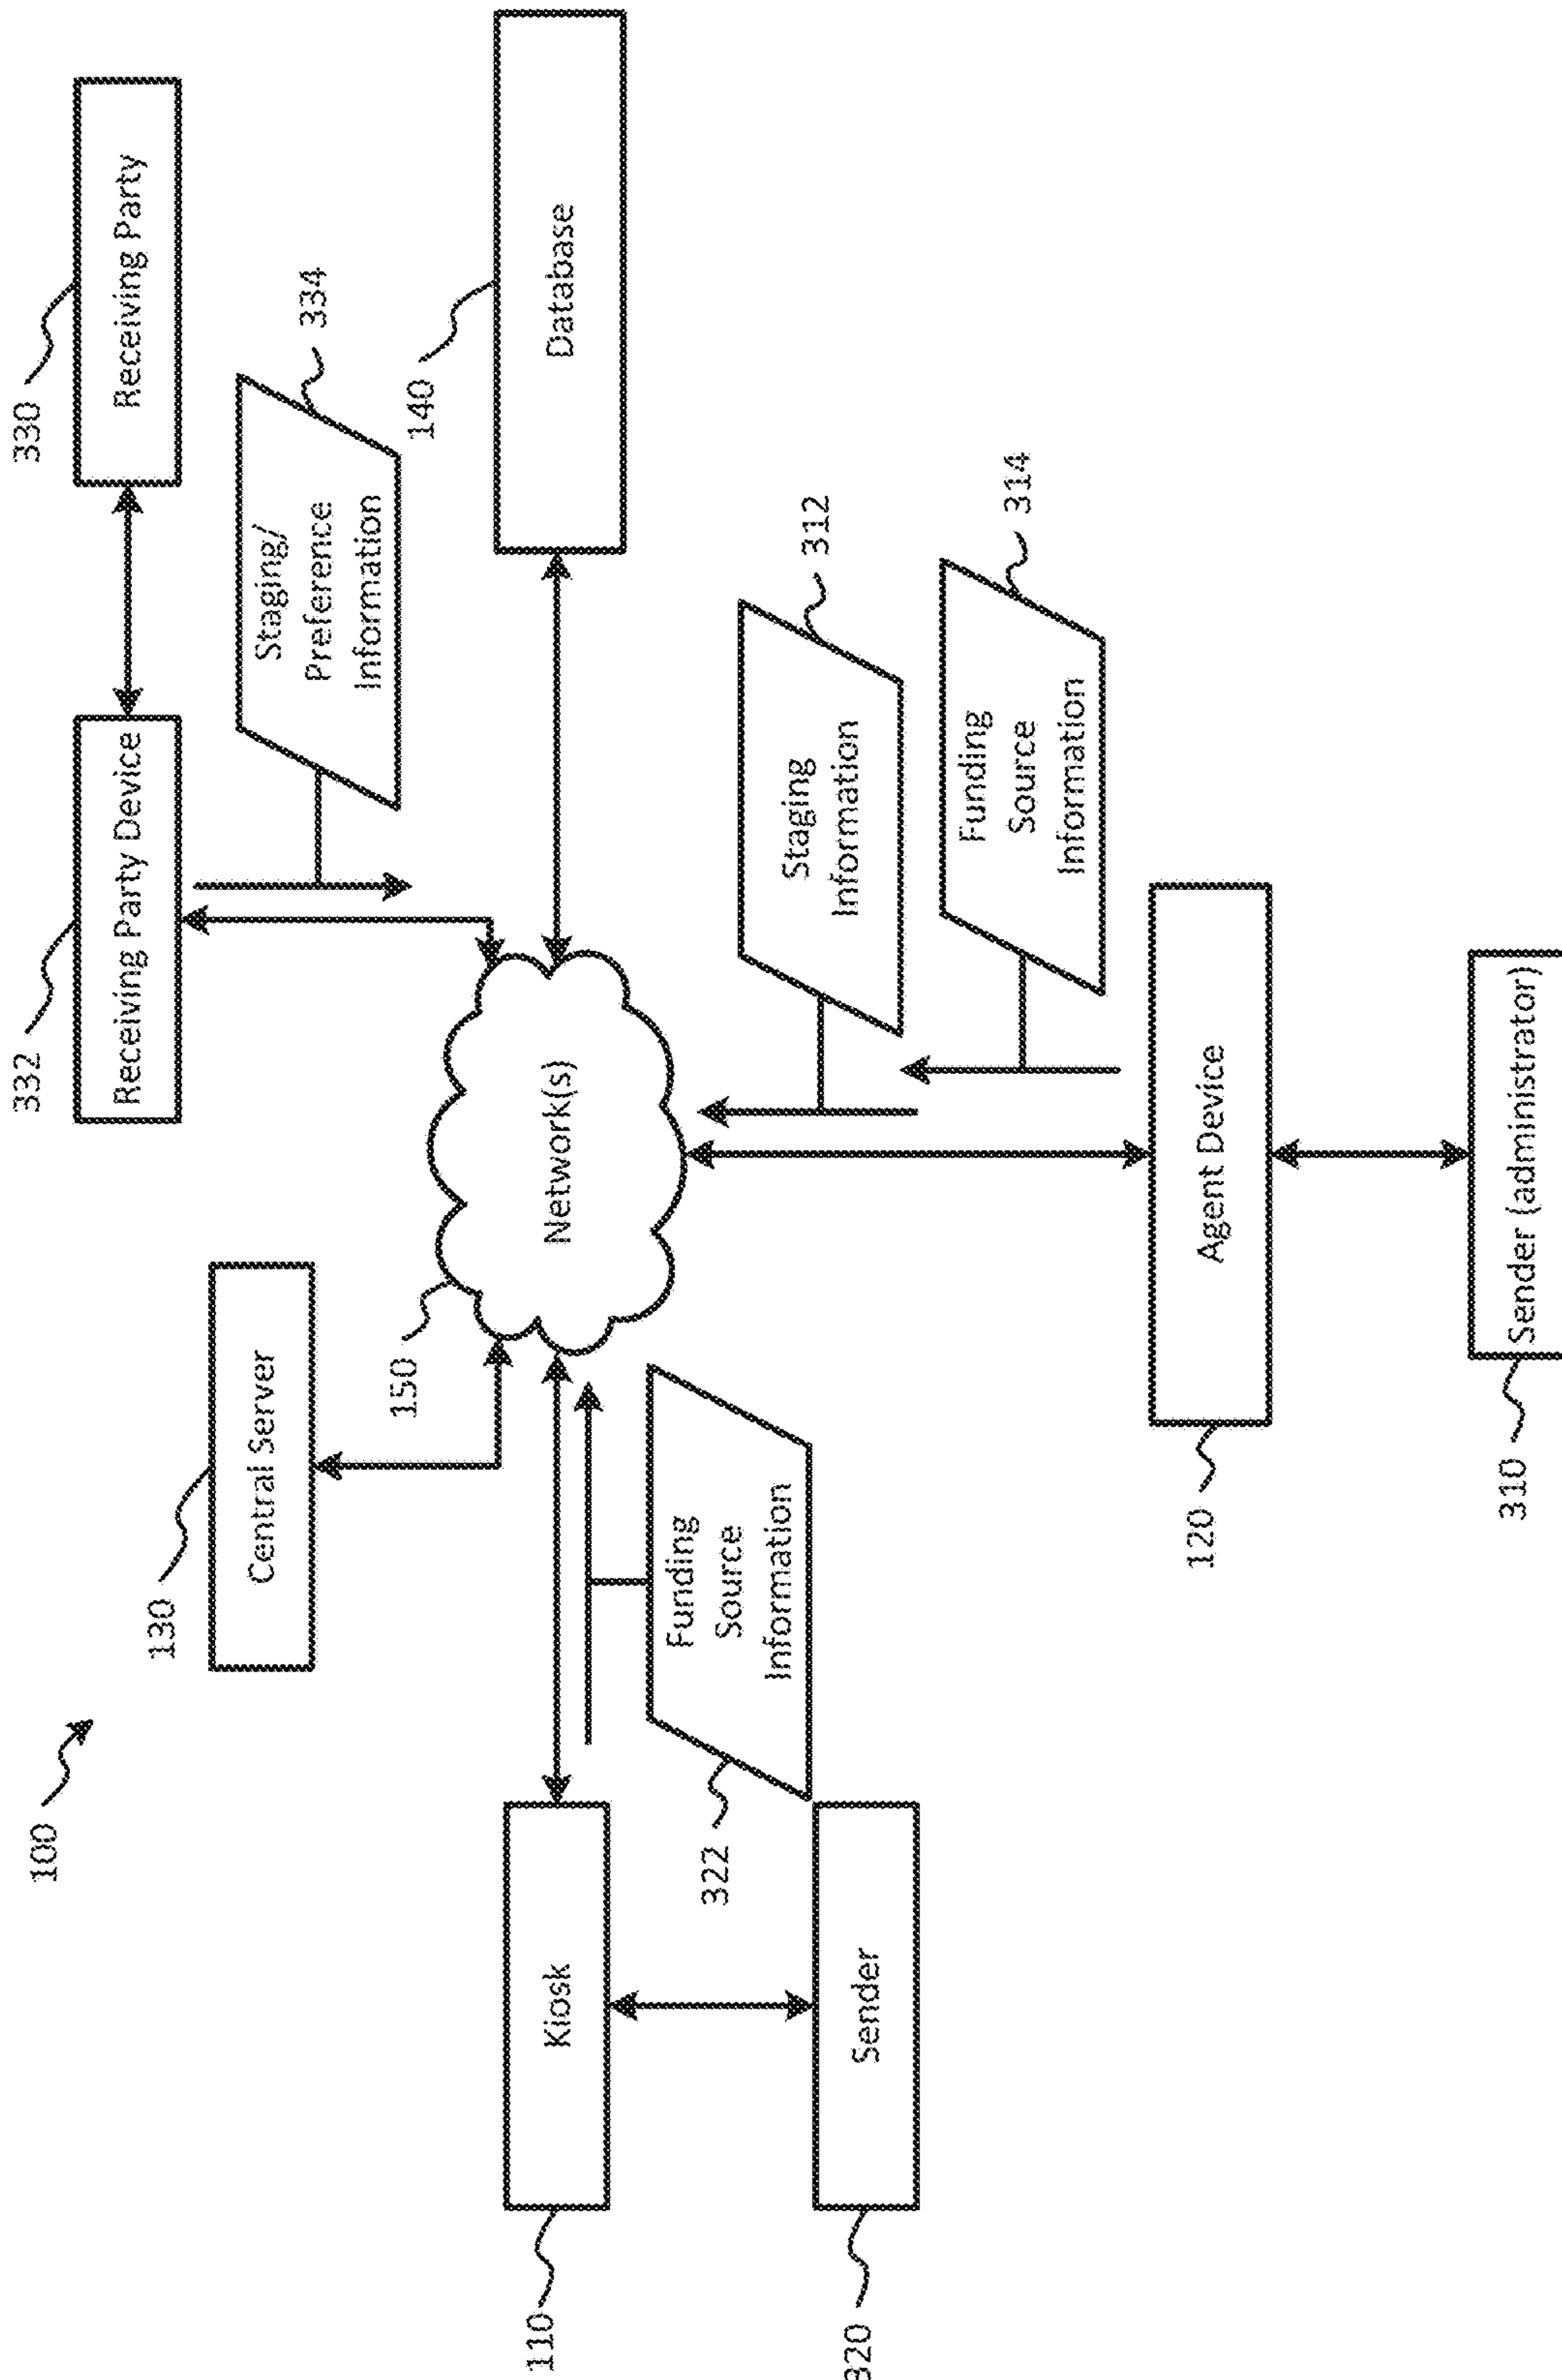 100
130
Central Server
332
Receiving Party Device
330
Receiving Party
334
Staging/
Preference
Information
150
Network(s)
140
Database
110
Kiosk
322
Funding
Source
Information
320
Sender
312
Staging
Information
314
Funding
Source
Information
120
Agent Device
310
Sender (administrator)